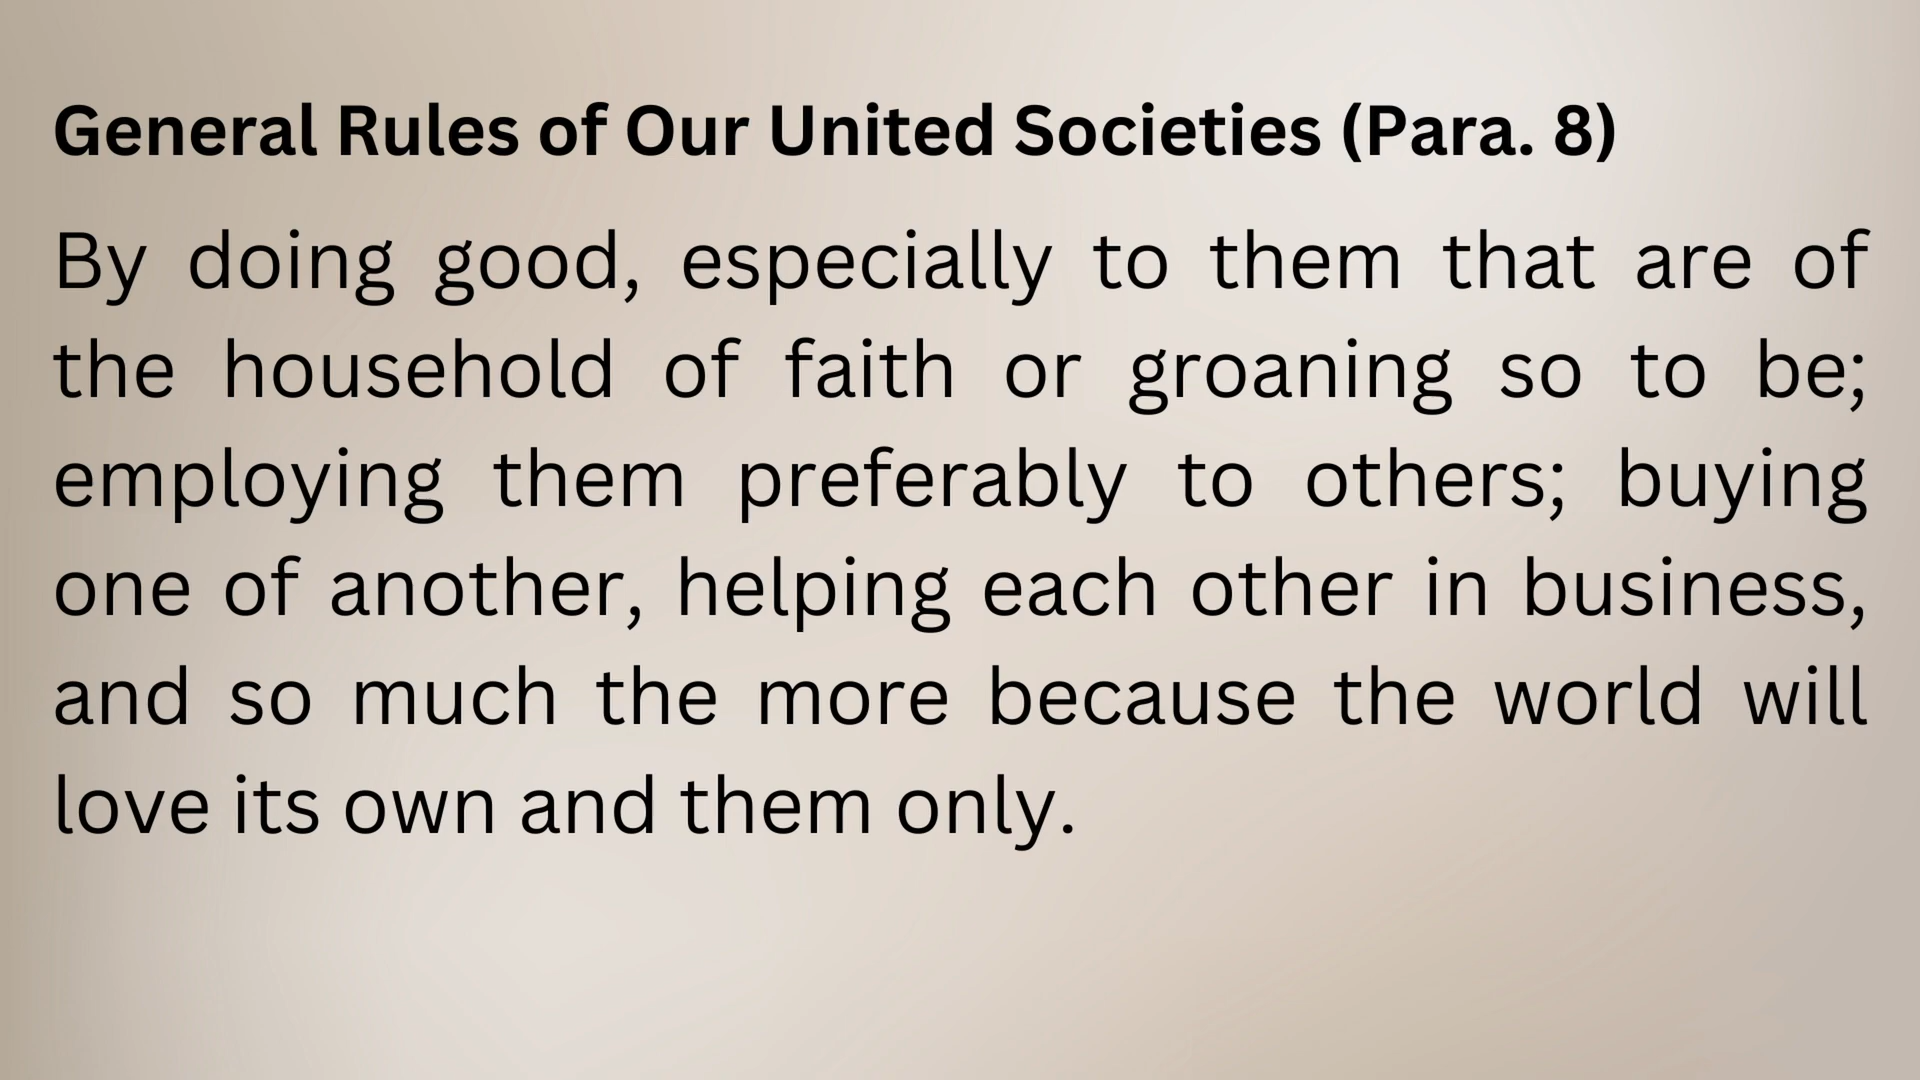 General Rules of Our United Societies (Para. 8)
By doing good, especially to them that are of
the household of faith or groaning so to be;
employing them preferably to others; buying
one of another, helping each other in business,
and so much the more because the world will
love its own and them only.